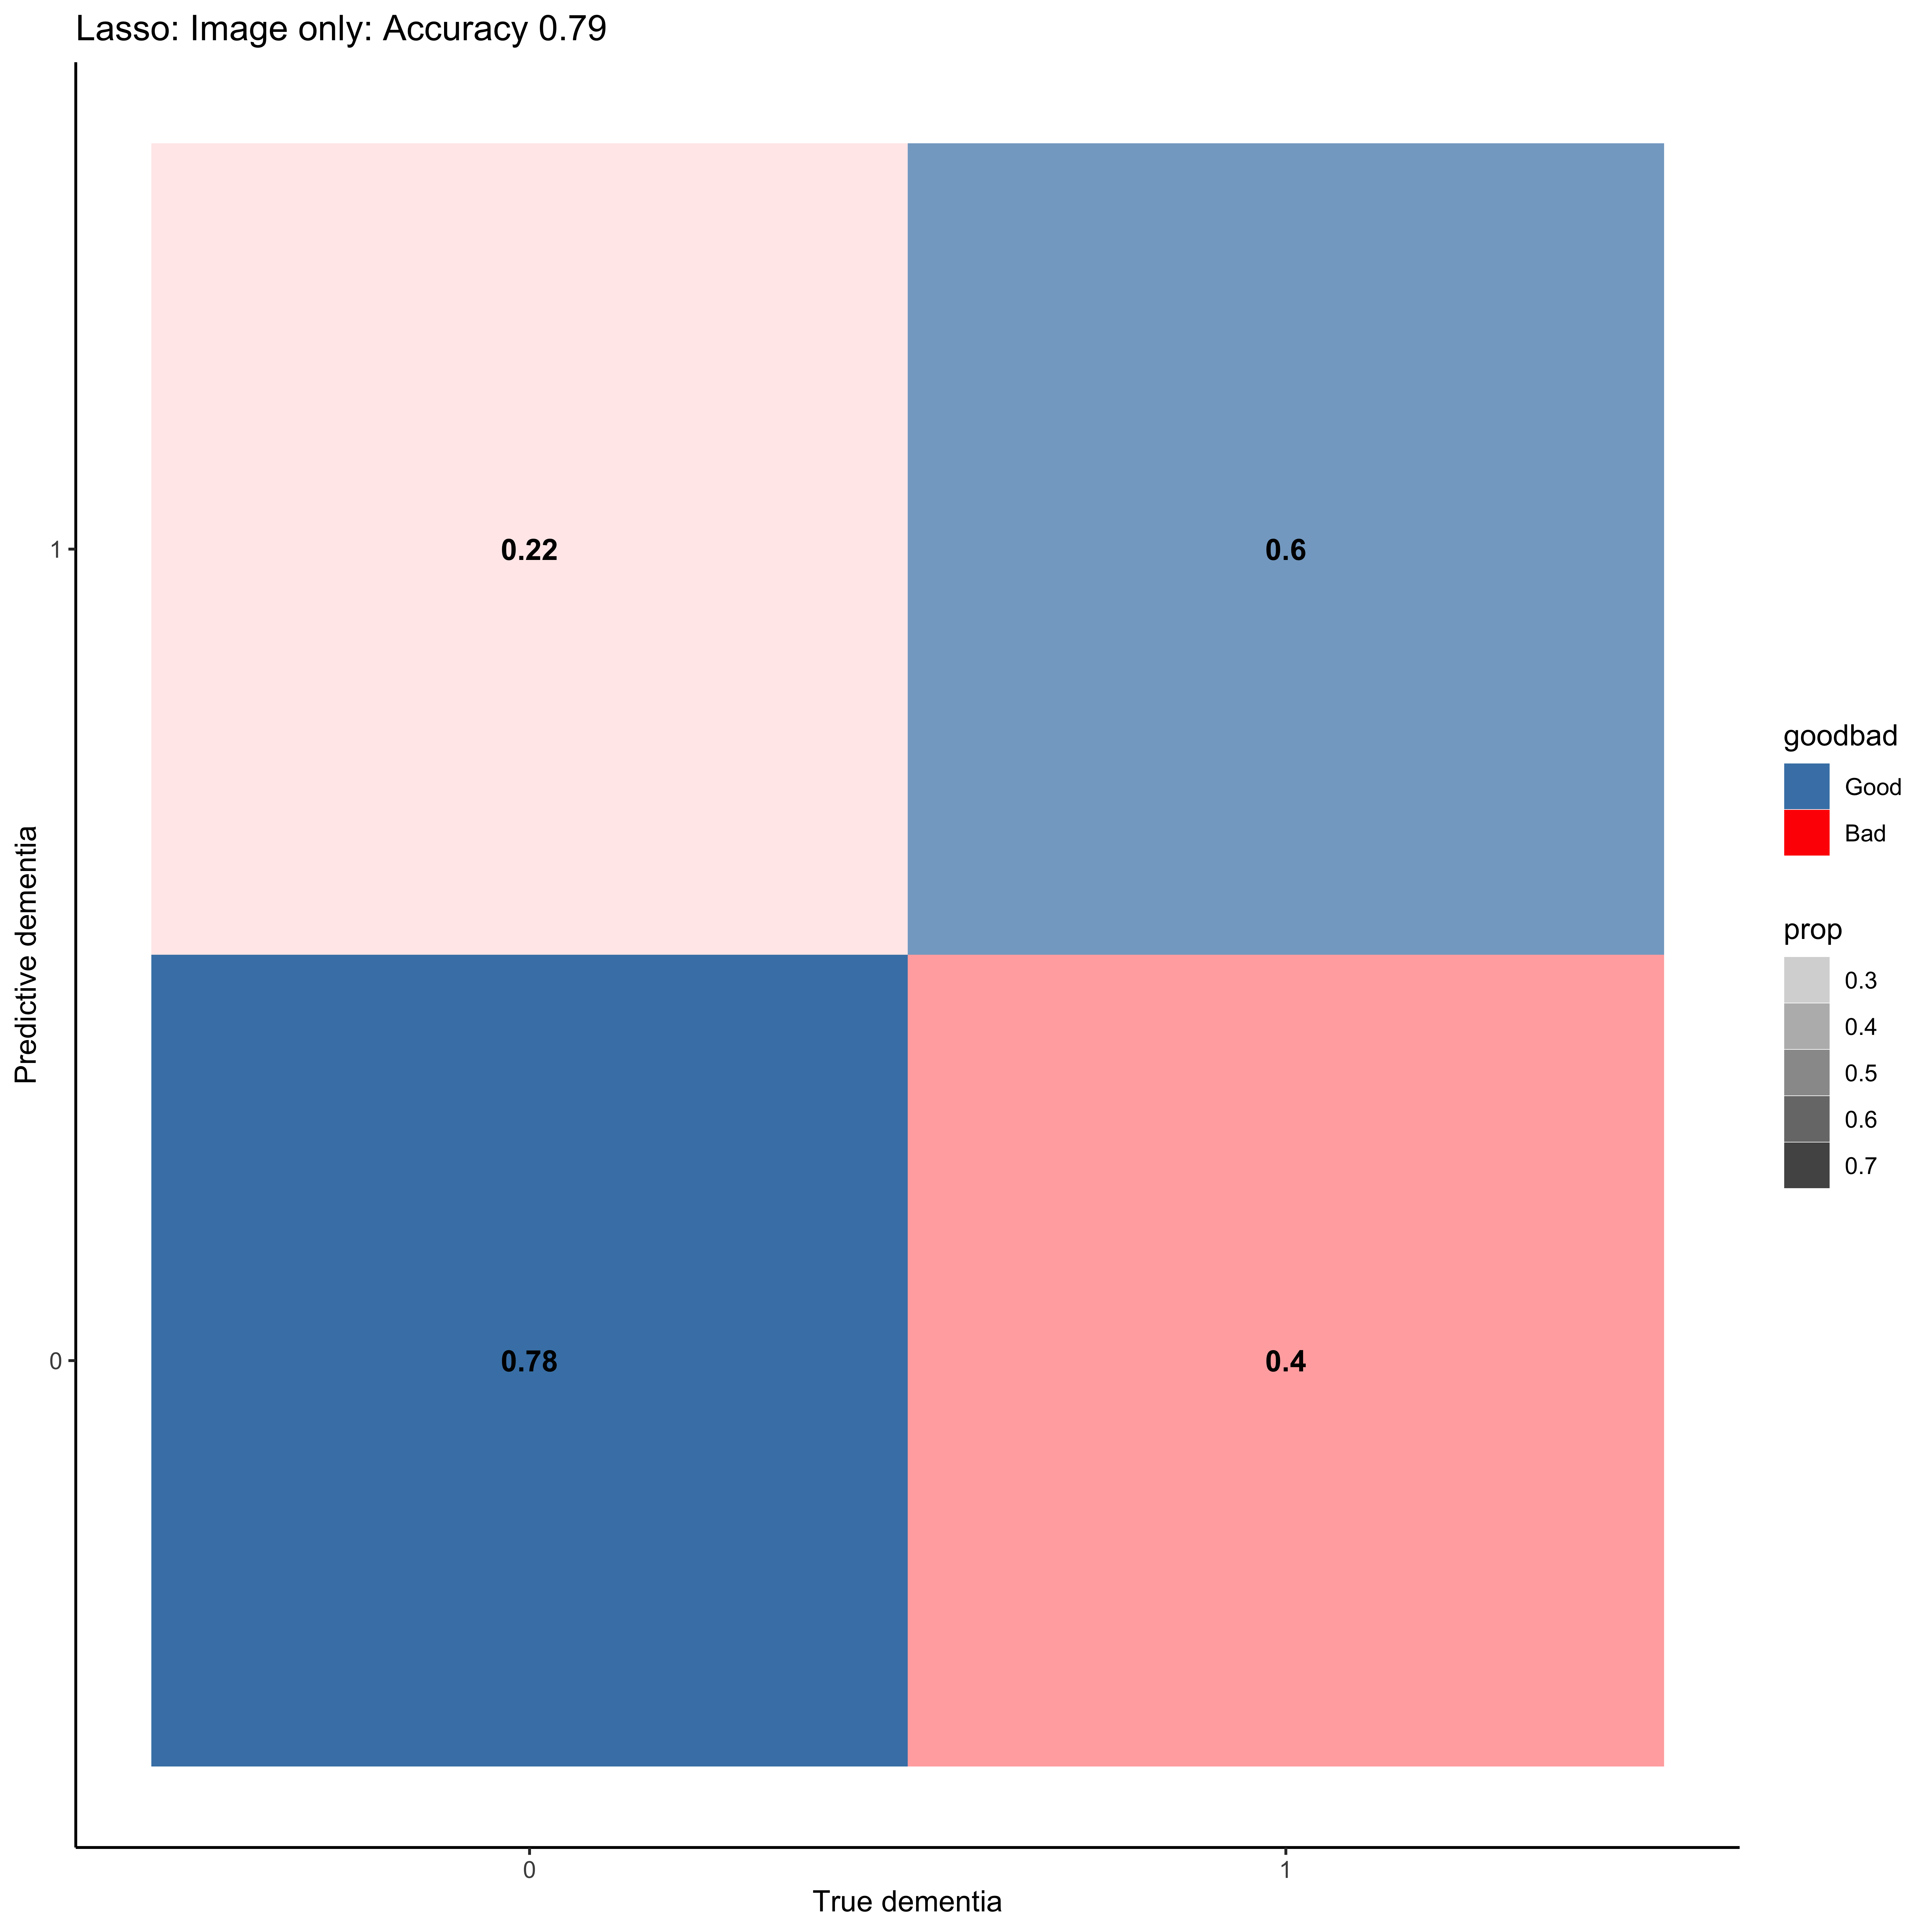 Lasso: Image only: Accuracy 0.79
Predictive dementia
1
0
0.22
0.6
0.78
0.4
0
1
True dementia
goodbad
Good
Bad
prop
0.3
0.4
0.5
0.6
0.7